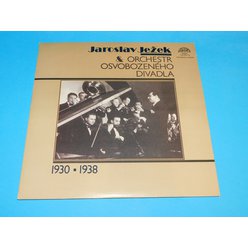 Jaroslav Ježek
& ORCHESTR
OSVOBOZENÉHO
DIVADLA
1930 • 1938